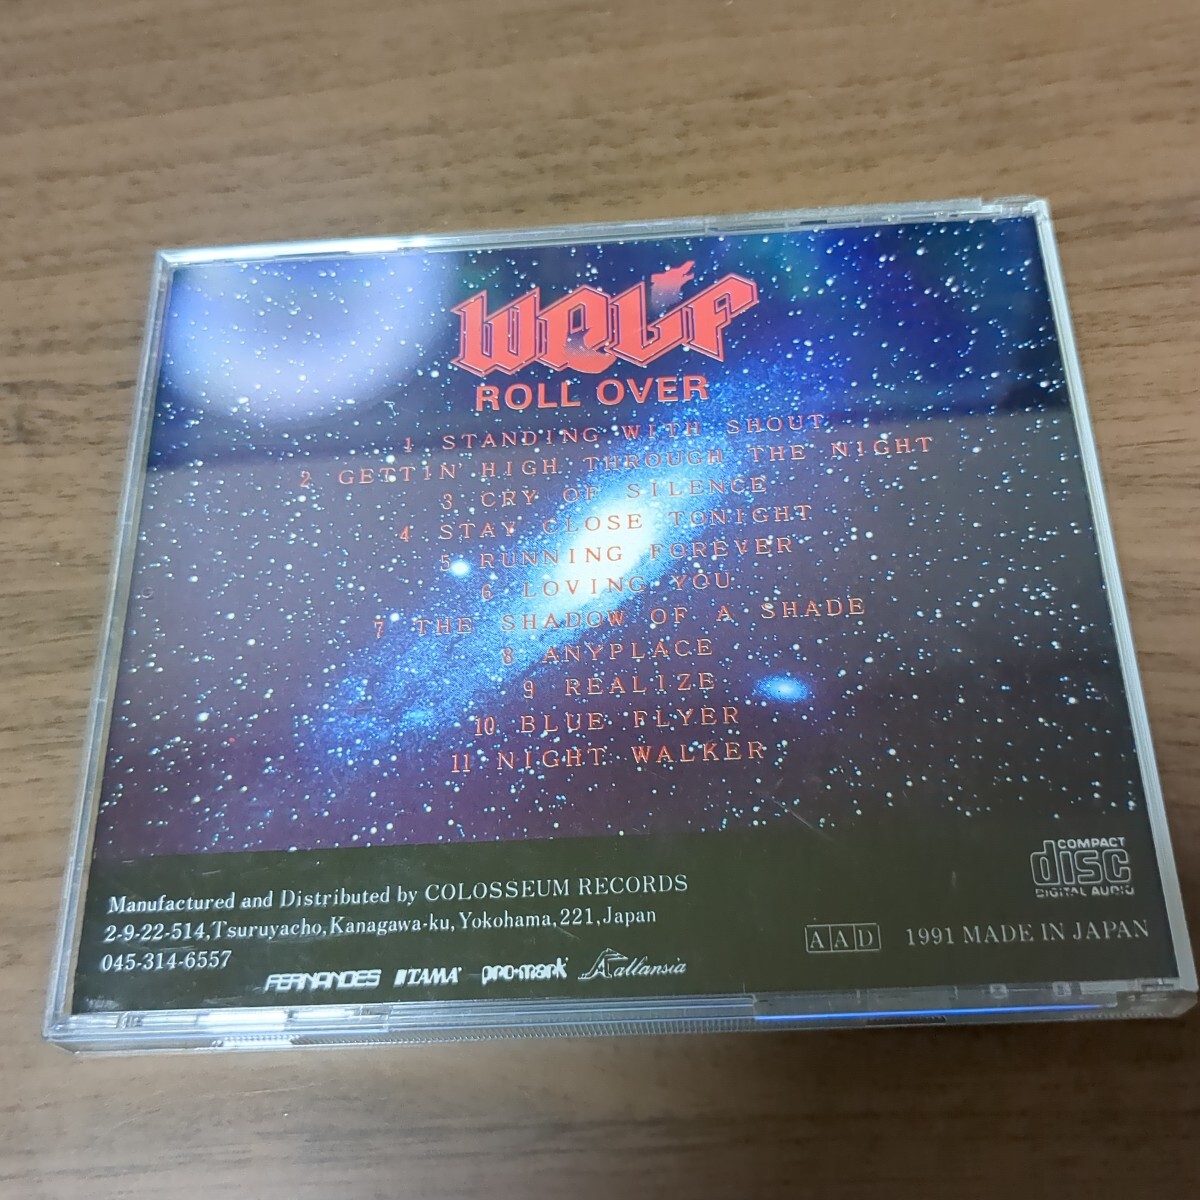 WOLF
ROLL OVER
1 STANDING WITH SHOUT
2 GETTIN' HIGH THROUGH THE NIGHT
3 CRY OF SILENCE
4 STAY CLOSE TONIGHT
5 RUNNING FOREVER
6 LOVING YOU
7 THE SHADOW OF A SHADE
8 ANYPLACE
9 REALIZE
10 BLUE FLYER
11 NIGHT WALKER
Manufactured and Distributed by COLOSSEUM RECORDS
2-9-22-514,Tsuruyacho,Kanagawa-ku,Yokohama,221,Japan
045-314-6557
FERNANDES TAMA pro-mark Atlansia
COMPACT
disc
DIGITAL AUDIO
AAD 1991 MADE IN JAPAN